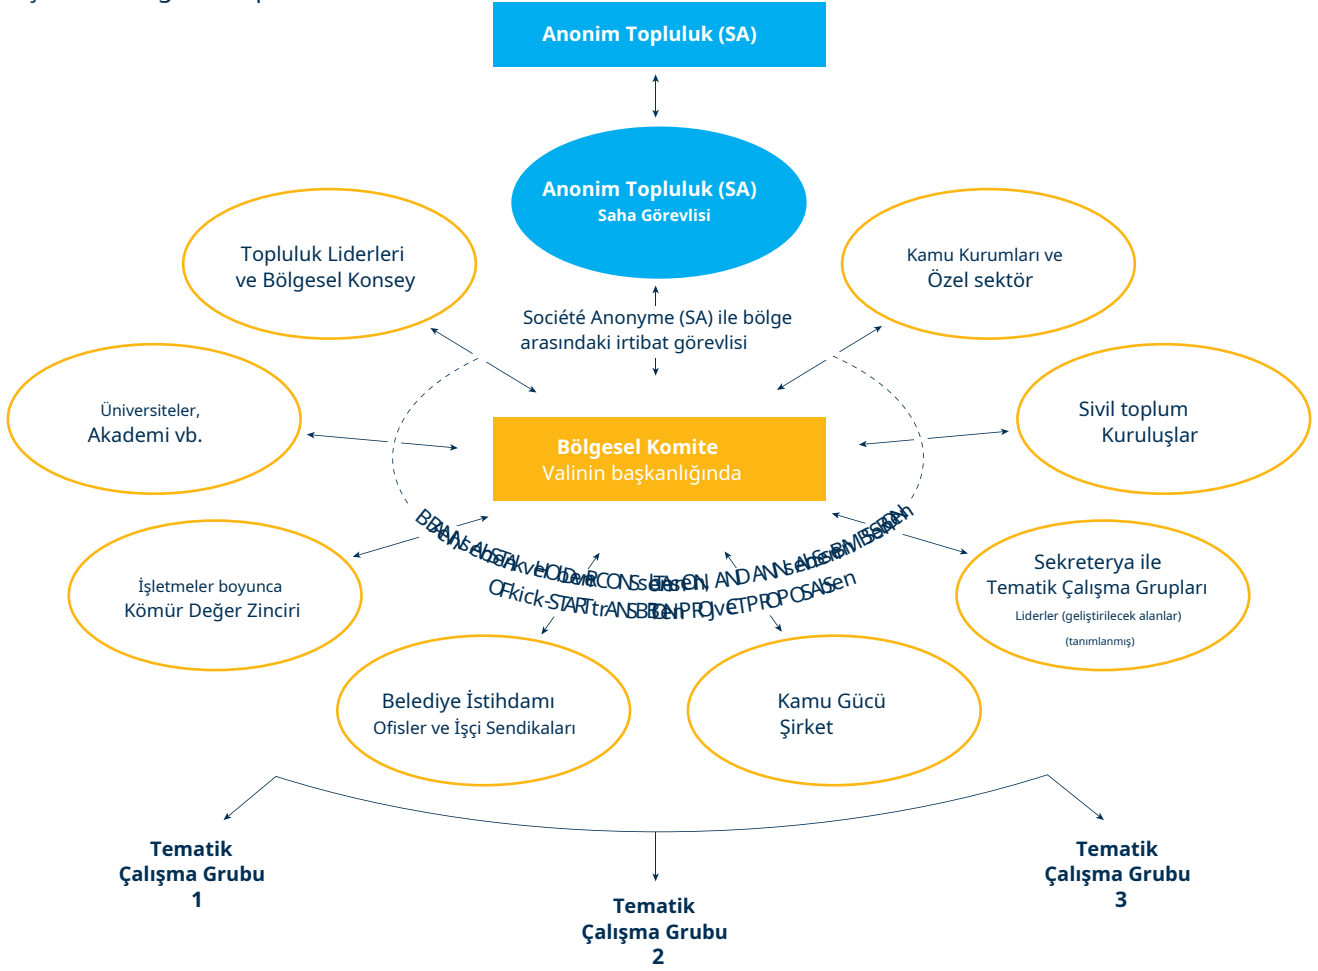 Anonim Topluluk (SA)
Anonim Topluluk (SA)
Saha Görevlisi
Topluluk Liderleri
ve Bölgesel Konsey
Kamu Kurumları ve
Özel sektör
Société Anonyme (SA) ile bölge
arasındaki irtibat görevlisi
Üniversiteler,
Akademi vb.
Sivil toplum
Kuruluşlar
Bölgesel Komite
Valinin başkanlığında
İşletmeler boyunca
Kömür Değer Zinciri
Sekreterya ile
Tematik Çalışma Grupları
Liderler (geliştirilecek alanlar)
(tanımlanmış)
Belediye İstihdamı
Ofisler ve İşçi Sendikaları
Kamu Gücü
Şirket
Tematik
Çalışma Grubu
1
Tematik
Çalışma Grubu
2
Tematik
Çalışma Grubu
3